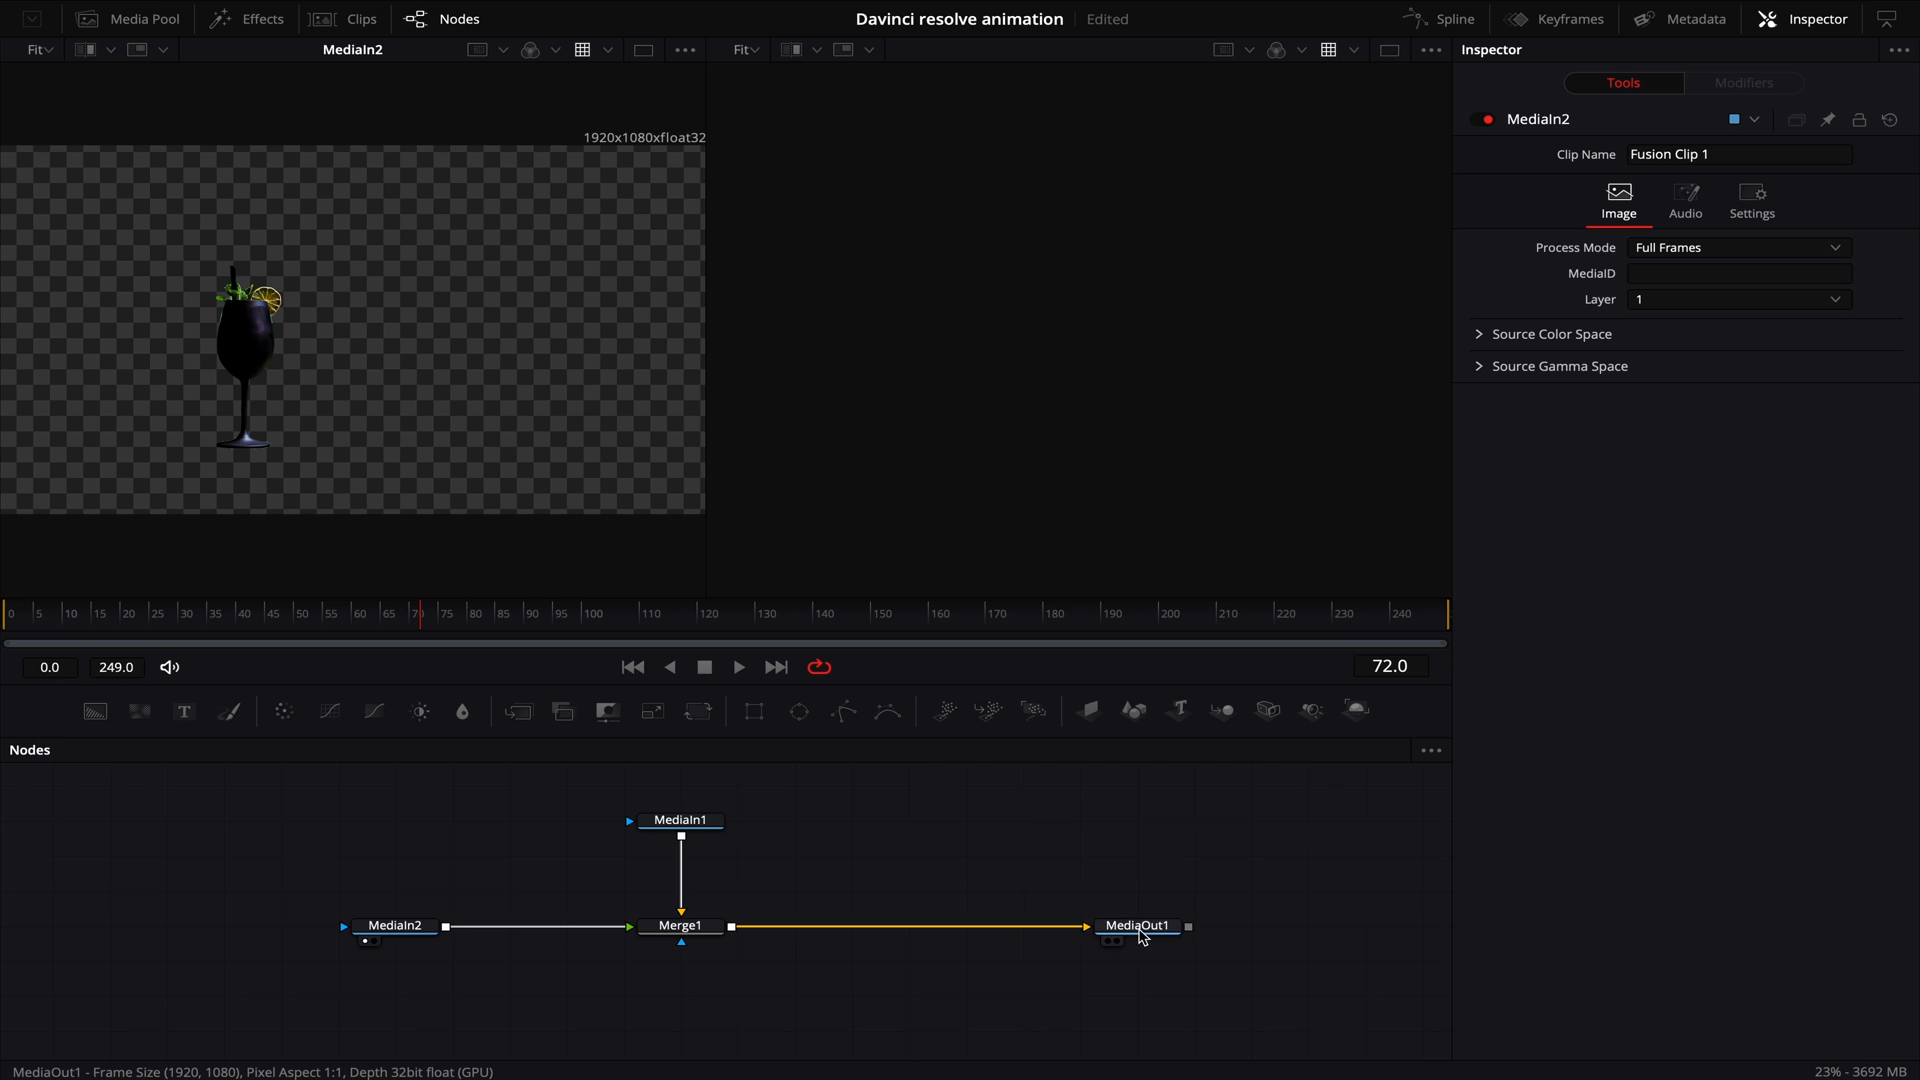 Media Pool Effects Clips Nodes Davinci resolve animation Edited Spline Keyframes Metadata Inspector
Fit MediaIn2 Fit Inspector
Tools Modifiers
MediaIn2
1920x1080xfloat32
Clip Name Fusion Clip 1
Image Audio Settings
Process Mode Full Frames
MediaID
Layer 1
Source Color Space
Source Gamma Space
0 5 10 15 20 25 30 35 40 45 50 55 60 65 70 75 80 85 90 95 100 110 120 130 140 150 160 170 180 190 200 210 220 230 240
0.0 249.0 72.0
T
Nodes
MediaIn1
MediaIn2 Merge1 MediaOut1
MediaOut1 - Frame Size (1920, 1080), Pixel Aspect 1:1, Depth 32bit float (GPU) 23% - 3692 MB